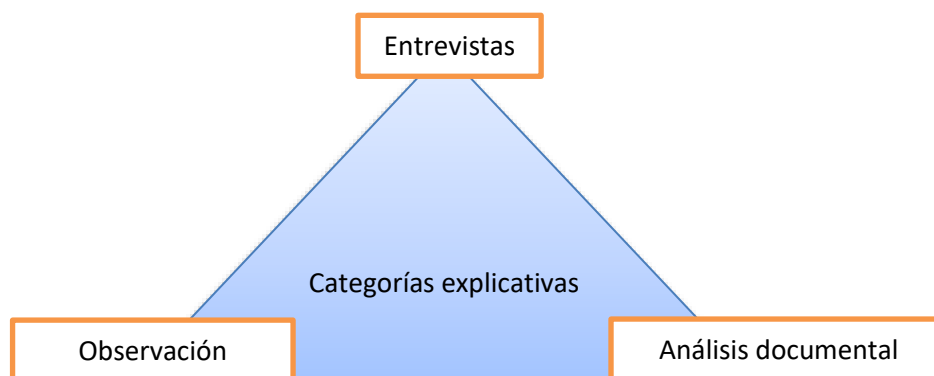 Entrevistas
Categorías explicativas
Observación
Análisis documental